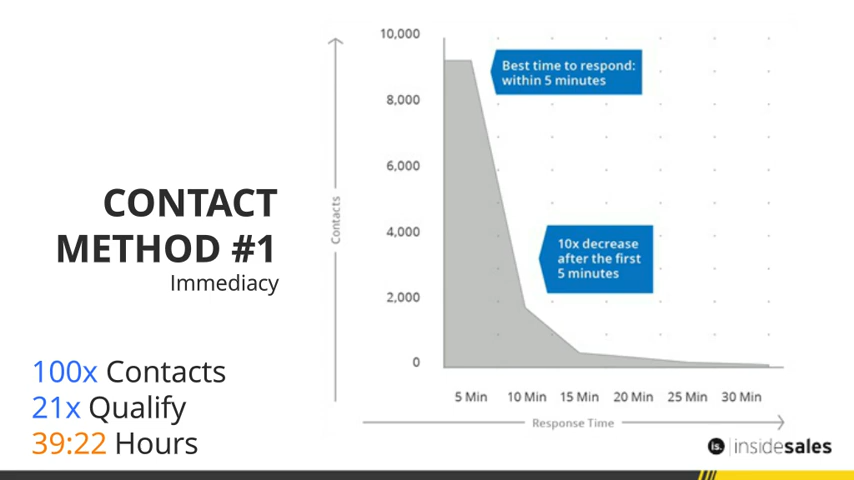 CONTACT
METHOD #1
Immediacy
100x Contacts
21x Qualify
39:22 Hours
Contacts
10,000
8,000
6,000
4,000
2,000
0
Best time to respond:
within 5 minutes
10x decrease
after the first
5 minutes
5 Min 10 Min 15 Min 20 Min 25 Min 30 Min
Response Time
is. insidesales